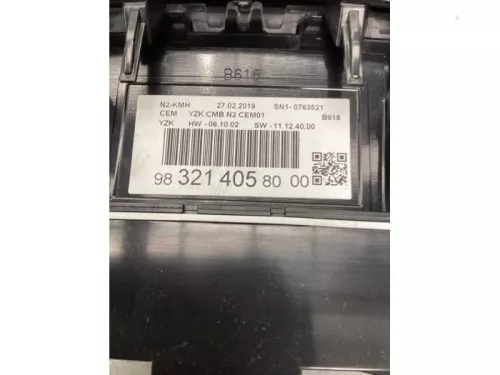 B618
N2-KMH 27.02.2019 SN1- 0763521
CEM : YZK.CMB N2 CEM01 B618
YZK HW - 06.10.02 SW - 11.12.40.00
98 321 405 80 00